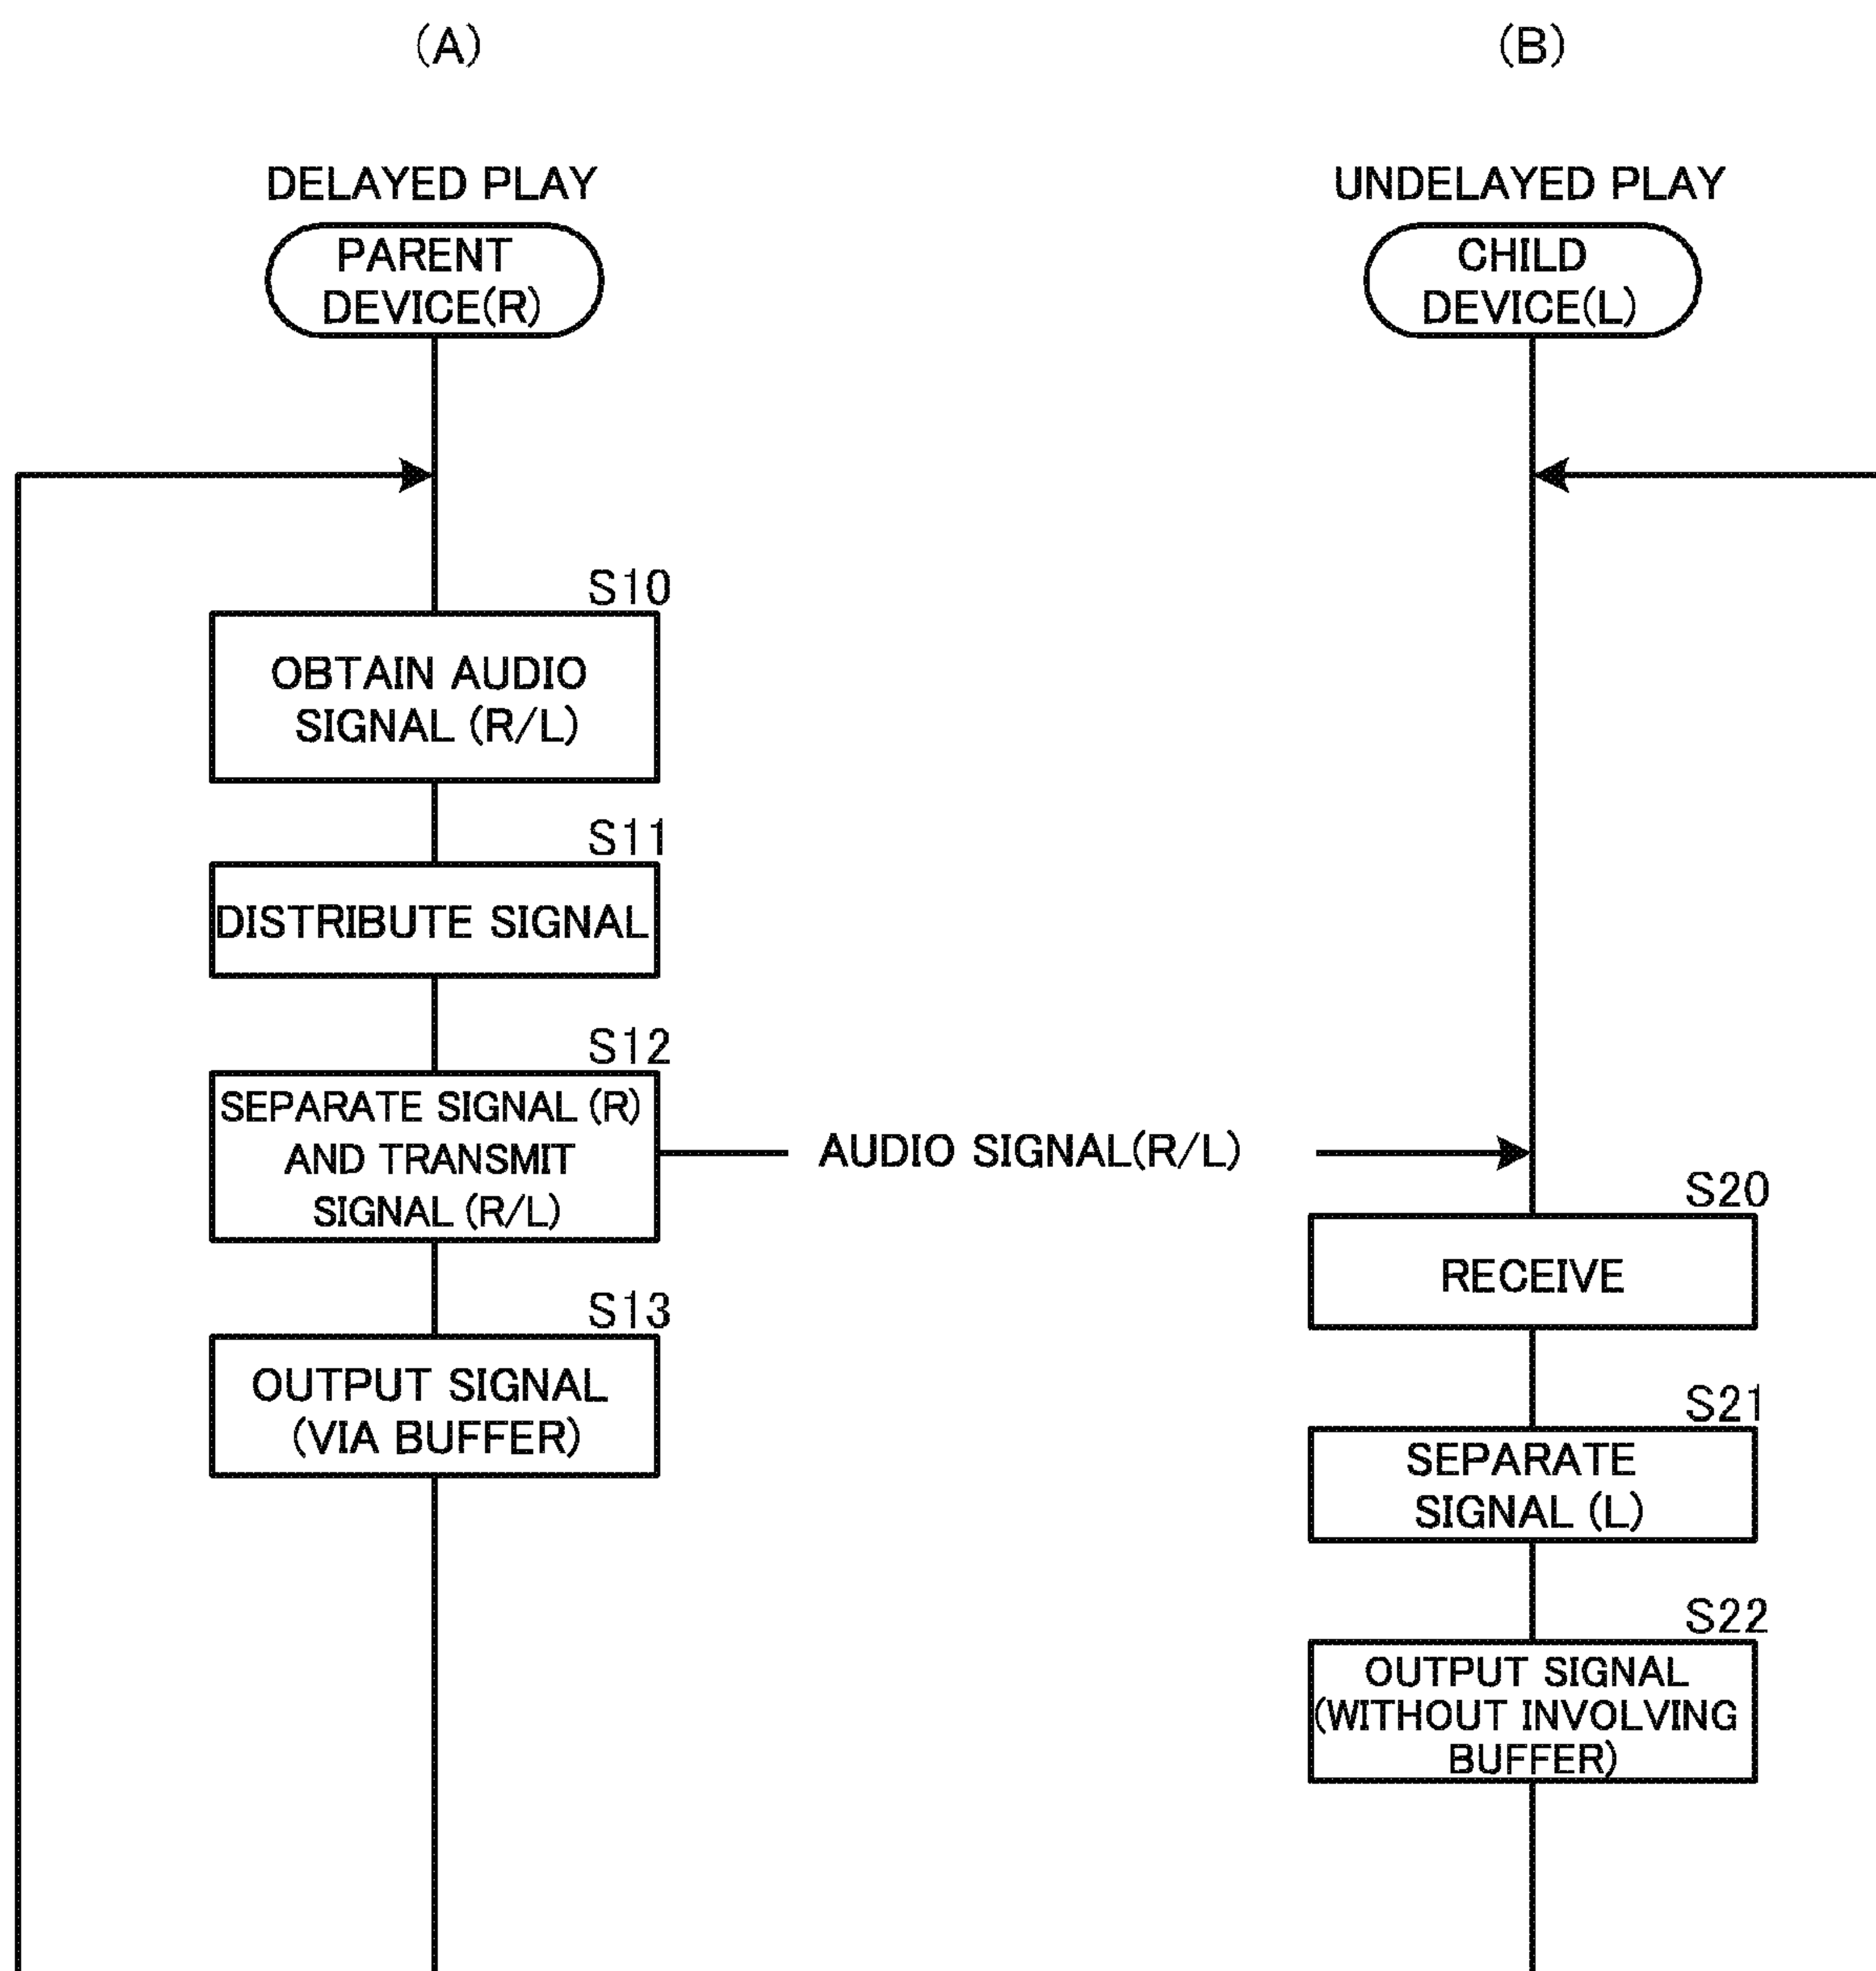 (A)
DELAYED PLAY
PARENT
DEVICE(R)
S10
OBTAIN AUDIO
SIGNAL (R/L)
S11
DISTRIBUTE SIGNAL
S12
SEPARATE SIGNAL (R)
AND TRANSMIT
SIGNAL (R/L)
AUDIO SIGNAL(R/L)
S13
OUTPUT SIGNAL
(VIA BUFFER)
(B)
UNDELAYED PLAY
CHILD
DEVICE(L)
S20
RECEIVE
S21
SEPARATE
SIGNAL (L)
S22
OUTPUT SIGNAL
(WITHOUT INVOLVING
BUFFER)